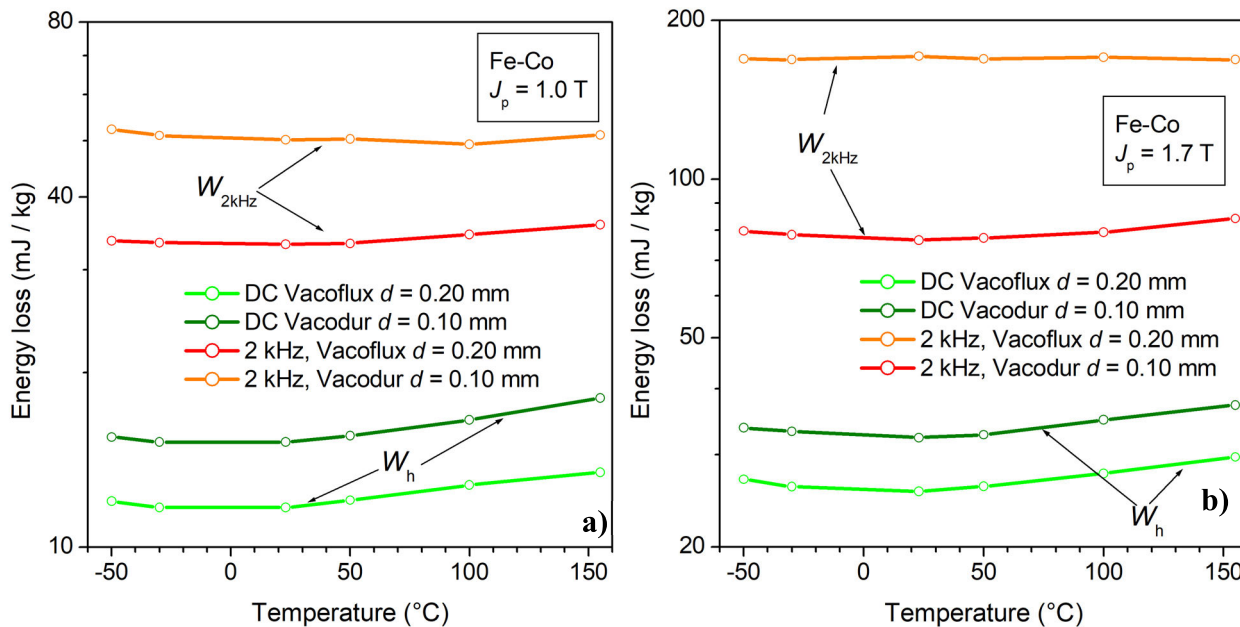 80
40
20
10
Energy loss (mJ / kg)
Fe-Co
Jp = 1.0 T
W2kHz
DC Vacoflux d = 0.20 mm
DC Vacodur d = 0.10 mm
2 kHz, Vacoflux d = 0.20 mm
2 kHz, Vacodur d = 0.10 mm
Wh
a)
-50 0 50 100 150
Temperature (°C)
200
100
50
20
Energy loss (mJ / kg)
Fe-Co
Jp = 1.7 T
W2kHz
DC Vacoflux d = 0.20 mm
DC Vacodur d = 0.10 mm
2 kHz, Vacoflux d = 0.20 mm
2 kHz, Vacodur d = 0.10 mm
Wh
b)
-50 0 50 100 150
Temperature (°C)